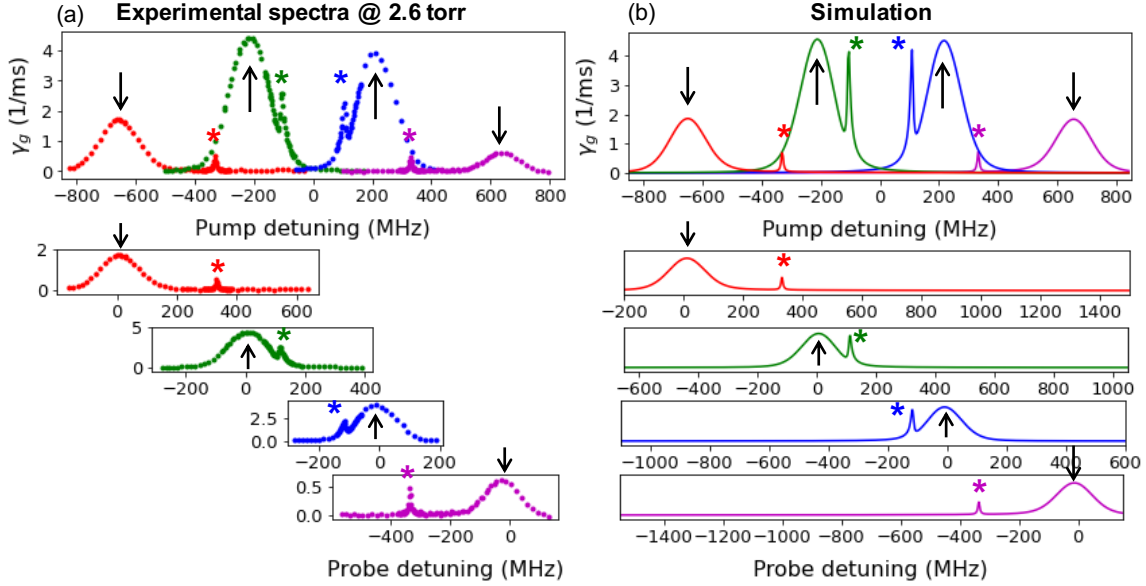 (a) Experimental spectra @ 2.6 torr
γg (1/ms)
4
3
2
1
0
* * * *
−800 −600 −400 −200 0 200 400 600 800
Pump detuning (MHz)
2
0
*
0 200 400 600
5
0
*
−200 0 200 400
2.5
0.0
*
−200 0 200
0.5
0.0
*
−400 −200 0
Probe detuning (MHz)
(b) Simulation
γg (1/ms)
4
3
2
1
0
* * * *
−800 −600 −400 −200 0 200 400 600 800
Pump detuning (MHz)
*
−200 0 200 400 600 800 1000 1200 1400
*
−600 −400 −200 0 200 400 600 800 1000
*
−1000 −800 −600 −400 −200 0 200 400 600
*
−1400 −1200 −1000 −800 −600 −400 −200 0
Probe detuning (MHz)